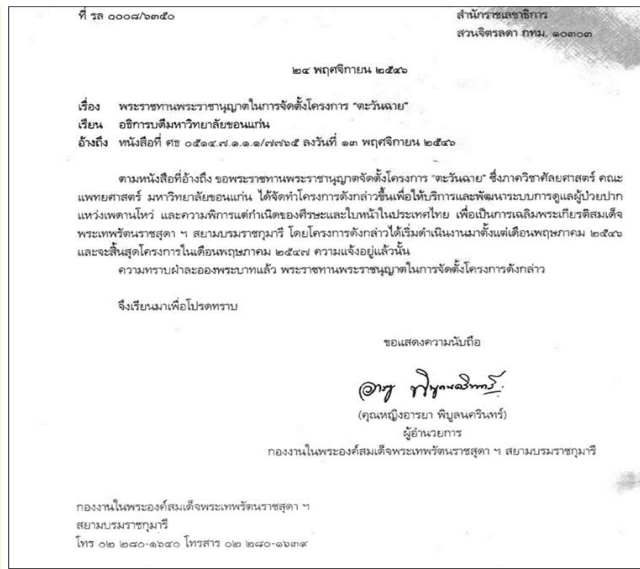 ที่ รล ๐๐๐๘/๖๓๕๐
สำนักราชเลขาธิการ
สวนจิตรลดา กทม. ๑๐๓๐๓
๒๔ พฤศจิกายน ๒๕๔๖
เรื่อง พระราชทานพระราชานุญาตในการจัดตั้งโครงการ "ตะวันฉาย"
เรียน อธิการบดีมหาวิทยาลัยขอนแก่น
อ้างถึง หนังสือที่ ศธ ๐๕๑๔.๗.๑.๑.๑/๗๗๖๕ ลงวันที่ ๑๓ พฤศจิกายน ๒๕๔๖
ตามหนังสือที่อ้างถึง ขอพระราชทานพระราชานุญาตจัดตั้งโครงการ "ตะวันฉาย" ซึ่งภาควิชาศัลยศาสตร์ คณะ
แพทยศาสตร์ มหาวิทยาลัยขอนแก่น ได้จัดทำโครงการดังกล่าวขึ้นเพื่อให้บริการและพัฒนาระบบการดูแลผู้ป่วยปาก
แหว่งเพดานโหว่ และความพิการแต่กำเนิดของศีรษะและใบหน้าในประเทศไทย เพื่อเป็นการเฉลิมพระเกียรติสมเด็จ
พระเทพรัตนราชสุดา ฯ สยามบรมราชกุมารี โดยโครงการดังกล่าวได้เริ่มดำเนินงานมาตั้งแต่เดือนพฤษภาคม ๒๕๔๖
และจะสิ้นสุดโครงการในเดือนพฤษภาคม ๒๕๔๗ ความแจ้งอยู่แล้วนั้น
ความทราบฝ่าละอองพระบาทแล้ว พระราชทานพระราชานุญาตในการจัดตั้งโครงการดังกล่าว
จึงเรียนมาเพื่อโปรดทราบ
ขอแสดงความนับถือ
(คุณหญิงอารยา พิบูลนครินทร์)
ผู้อำนวยการ
กองงานในพระองค์สมเด็จพระเทพรัตนราชสุดา ฯ สยามบรมราชกุมารี
กองงานในพระองค์สมเด็จพระเทพรัตนราชสุดา ฯ
สยามบรมราชกุมารี
โทร ๐๒ ๒๘๐-๑๖๔๐ โทรสาร ๐๒ ๒๘๐-๑๖๓๙